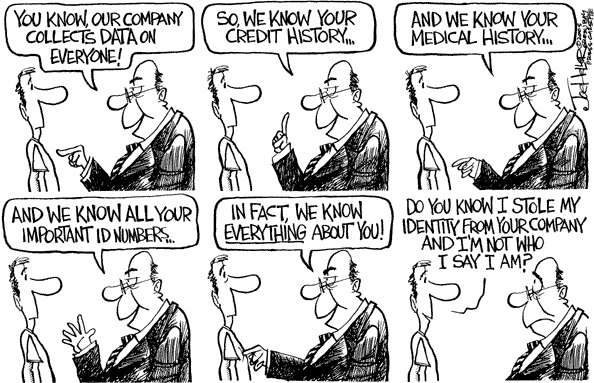 YOU KNOW, OUR COMPANY
COLLECTS DATA ON
EVERYONE!
SO, WE KNOW YOUR
CREDIT HISTORY...
AND WE KNOW YOUR
MEDICAL HISTORY...
AND WE KNOW ALL YOUR
IMPORTANT ID NUMBERS...
IN FACT, WE KNOW
EVERYTHING ABOUT YOU!
DO YOU KNOW I STOLE MY
IDENTITY FROM YOUR COMPANY
AND I'M NOT WHO
I SAY I AM?